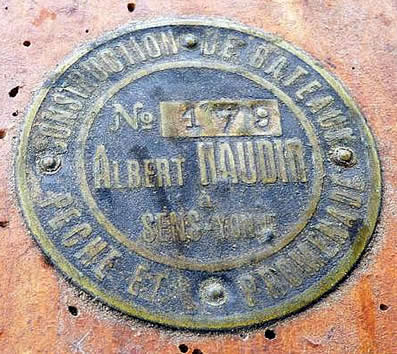 CONSTRUCTION DE BATEAUX
No 178
ALBERT NAUDIN
A
SENS-YONNE
PÊCHE ET PROMENADE